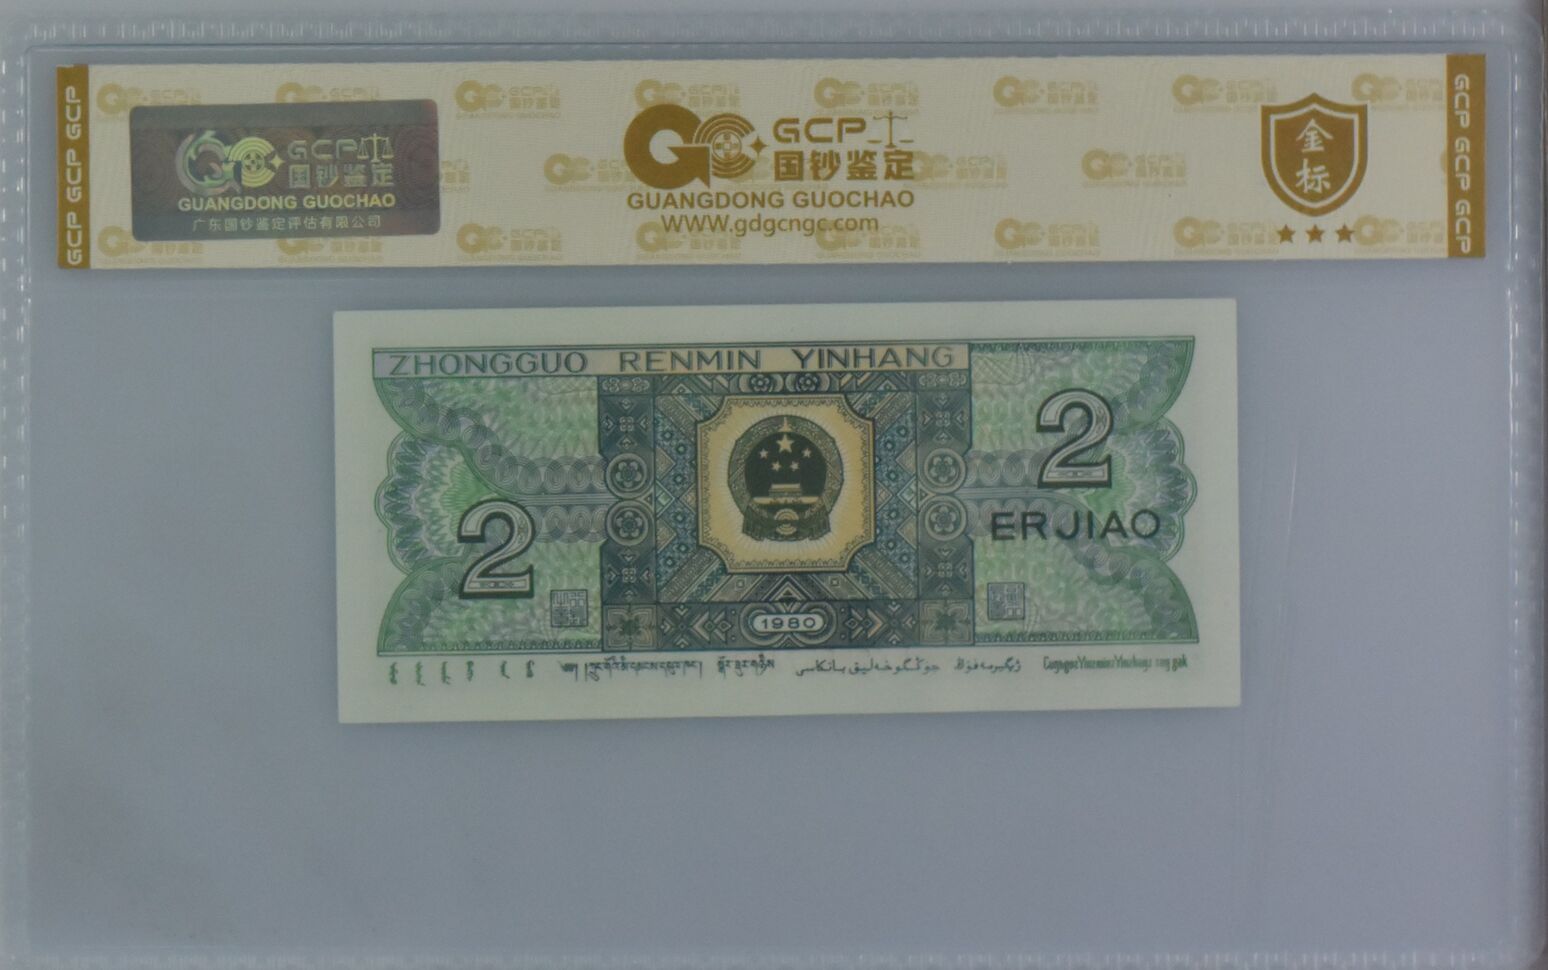 GCP GCP GCP
GCP
国钞鉴定
GUANGDONG GUOCHAO
广东国钞鉴定评估有限公司
GCP
国钞鉴定
GUANGDONG GUOCHAO
WWW.gdgcngc.com
金标
GCP GCP GCP
ZHONGGUO RENMIN YINHANG
2
ERJIAO
2
1980